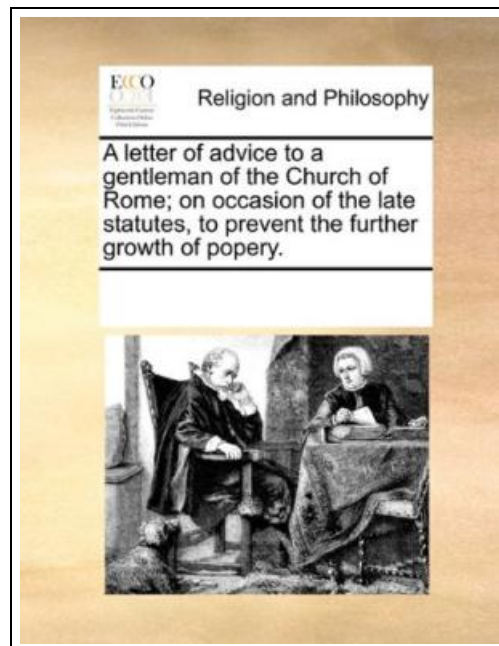 ECCO
Religion and Philosophy
A letter of advice to a
gentleman of the Church of
Rome; on occasion of the late
statutes, to prevent the further
growth of popery.